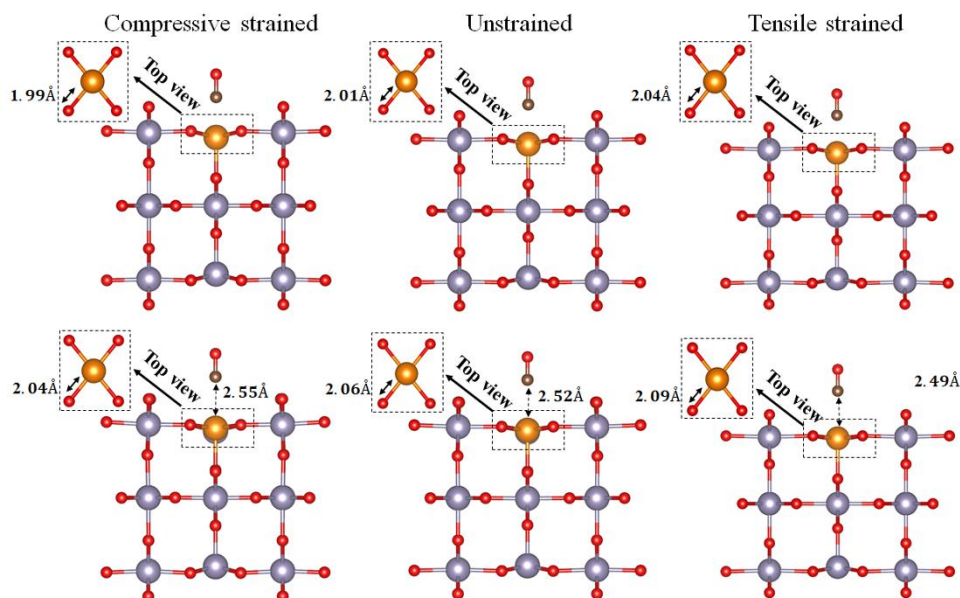 Compressive strained
Unstrained
Tensile strained
Top view
1.99Å
Top view
2.01Å
Top view
2.04Å
Top view
2.04Å
2.55Å
Top view
2.06Å
2.52Å
Top view
2.09Å
2.49Å